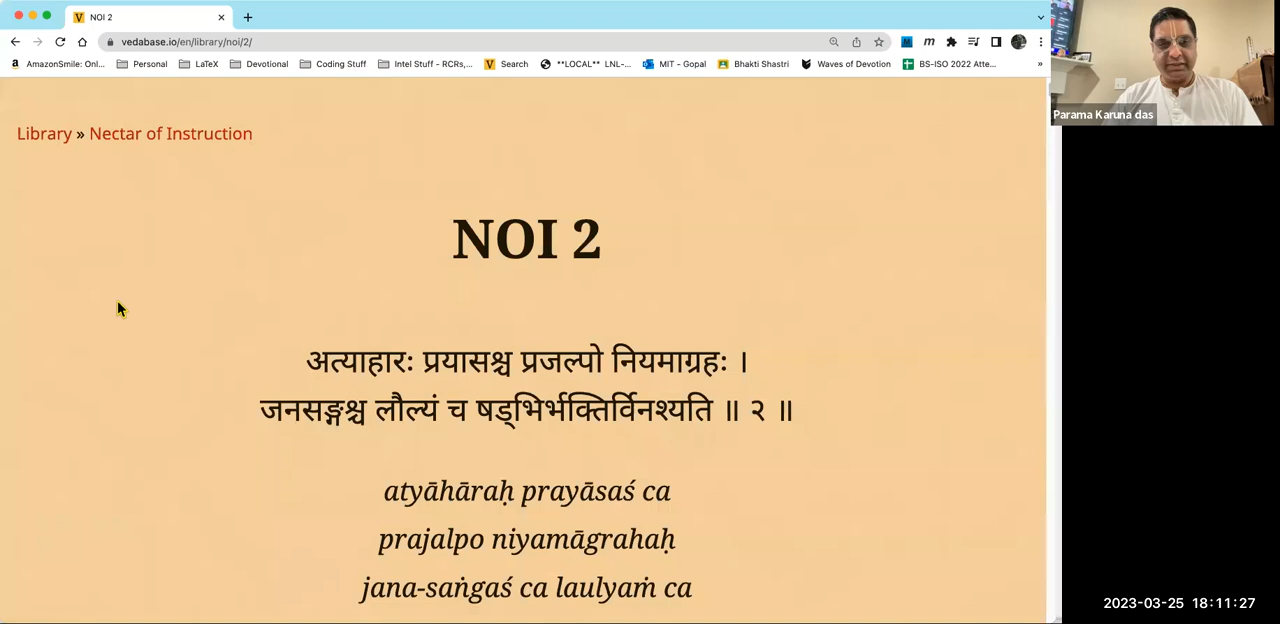 NOI 2
vedabase.io/en/library/noi/2/
AmazonSmile: Onl... Personal LaTeX Devotional Coding Stuff Intel Stuff - RCRs,... Search **LOCAL** LNL-... MIT - Gopal Bhakti Shastri Waves of Devotion BS-ISO 2022 Atte... »
Library » Nectar of Instruction
NOI 2
अत्याहारः प्रयासश्च प्रजल्पो नियमाग्रहः ।
जनसङ्गश्च लौल्यं च षड्‍भिर्भक्तिर्विनश्यति ॥ २ ॥
atyāhāraḥ prayāsaś ca
prajalpo niyamāgrahaḥ
jana-saṅgaś ca laulyaṁ ca
Parama Karuna das
2023-03-25 18:11:27